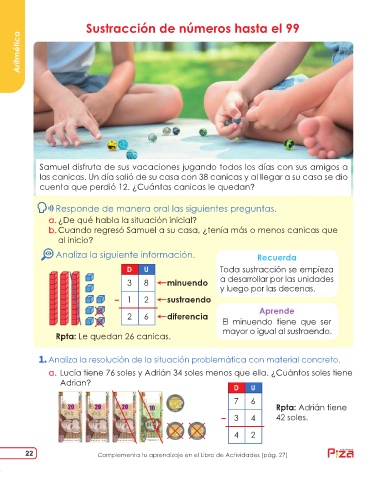 Aritmética
Sustracción de números hasta el 99
Samuel disfruta de sus vacaciones jugando todos los días con sus amigos a
las canicas. Un día salió de su casa con 38 canicas y al llegar a su casa se dio
cuenta que perdió 12. ¿Cuántas canicas le quedan?
Responde de manera oral las siguientes preguntas.
a. ¿De qué habla la situación inicial?
b. Cuando regresó Samuel a su casa, ¿tenía más o menos canicas que
al inicio?
Analiza la siguiente información.
D U
3 8 minuendo
- 1 2 sustraendo
2 6 diferencia
Rpta: Le quedan 26 canicas.
Recuerda
Toda sustracción se empieza
a desarrollar por las unidades
y luego por las decenas.
Aprende
El minuendo tiene que ser
mayor o igual al sustraendo.
1. Analiza la resolución de la situación problemática con material concreto.
a. Lucía tiene 76 soles y Adrián 34 soles menos que ella. ¿Cuántos soles tiene
Adrian?
20 20 20 10
D U
7 6
- 3 4
4 2
Rpta: Adrián tiene
42 soles.
22
Complementa tu aprendizaje en el Libro de Actividades (pág. 27)